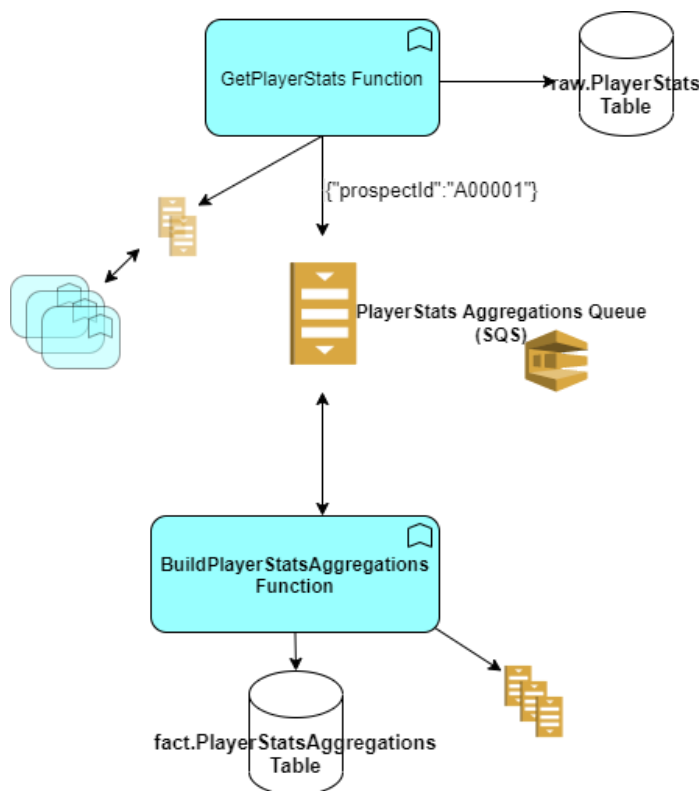 GetPlayerStats Function
raw.PlayerStats
Table
{"prospectId":"A00001"}
PlayerStats Aggregations Queue
(SQS)
BuildPlayerStatsAggregations
Function
fact.PlayerStatsAggregations
Table